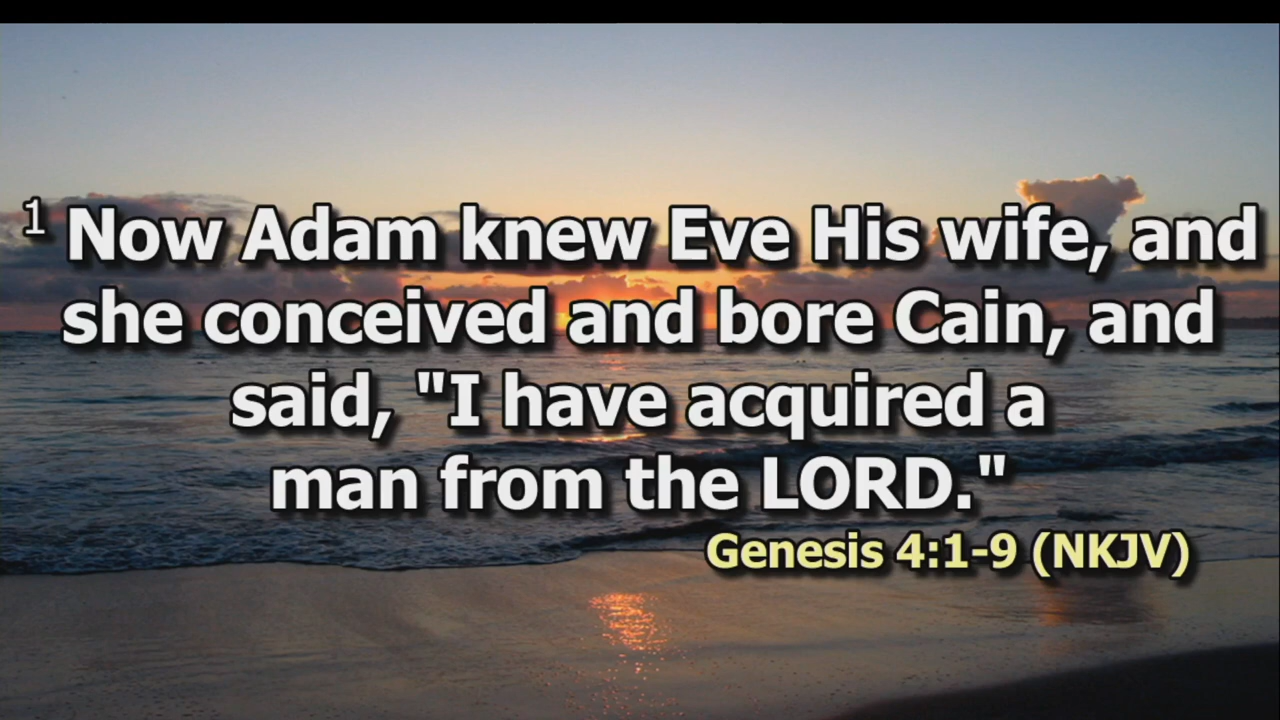 1 Now Adam knew Eve His wife, and
she conceived and bore Cain, and
said, "I have acquired a
man from the LORD."
Genesis 4:1-9 (NKJV)